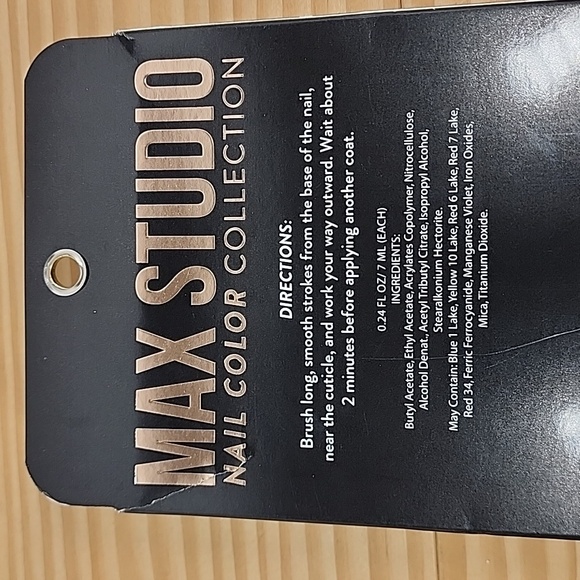 MAX STUDIO
NAIL COLOR COLLECTION
DIRECTIONS:
Brush long, smooth strokes from the base of the nail,
near the cuticle, and work your way outward. Wait about
2 minutes before applying another coat.
0.24 FL OZ/ 7 ML (EACH)
INGREDIENTS:
Butyl Acetate, Ethyl Acetate, Acrylates Copolymer, Nitrocellulose,
Alcohol Denat., Acetyl Tributyl Citrate, Isopropyl Alcohol,
Stearalkonium Hectorite.
May Contain: Blue 1 Lake, Yellow 10 Lake, Red 6 Lake, Red 7 Lake,
Red 34, Ferric Ferrocyanide, Manganese Violet, Iron Oxides,
Mica, Titanium Dioxide.